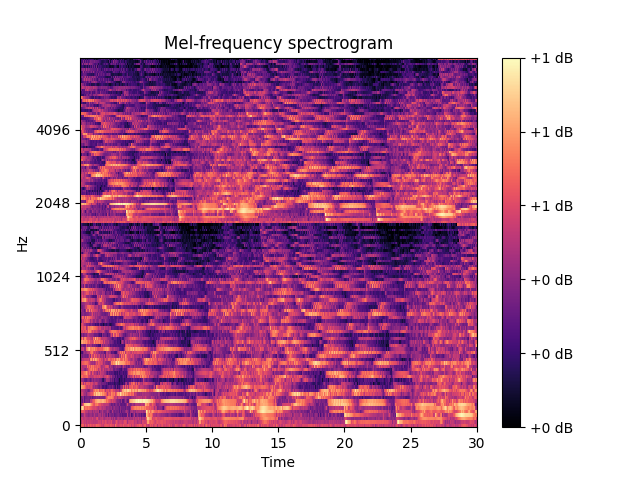 Mel-frequency spectrogram
Hz
4096
2048
1024
512
0
0 5 10 15 20 25 30
Time
+1 dB
+1 dB
+1 dB
+0 dB
+0 dB
+0 dB